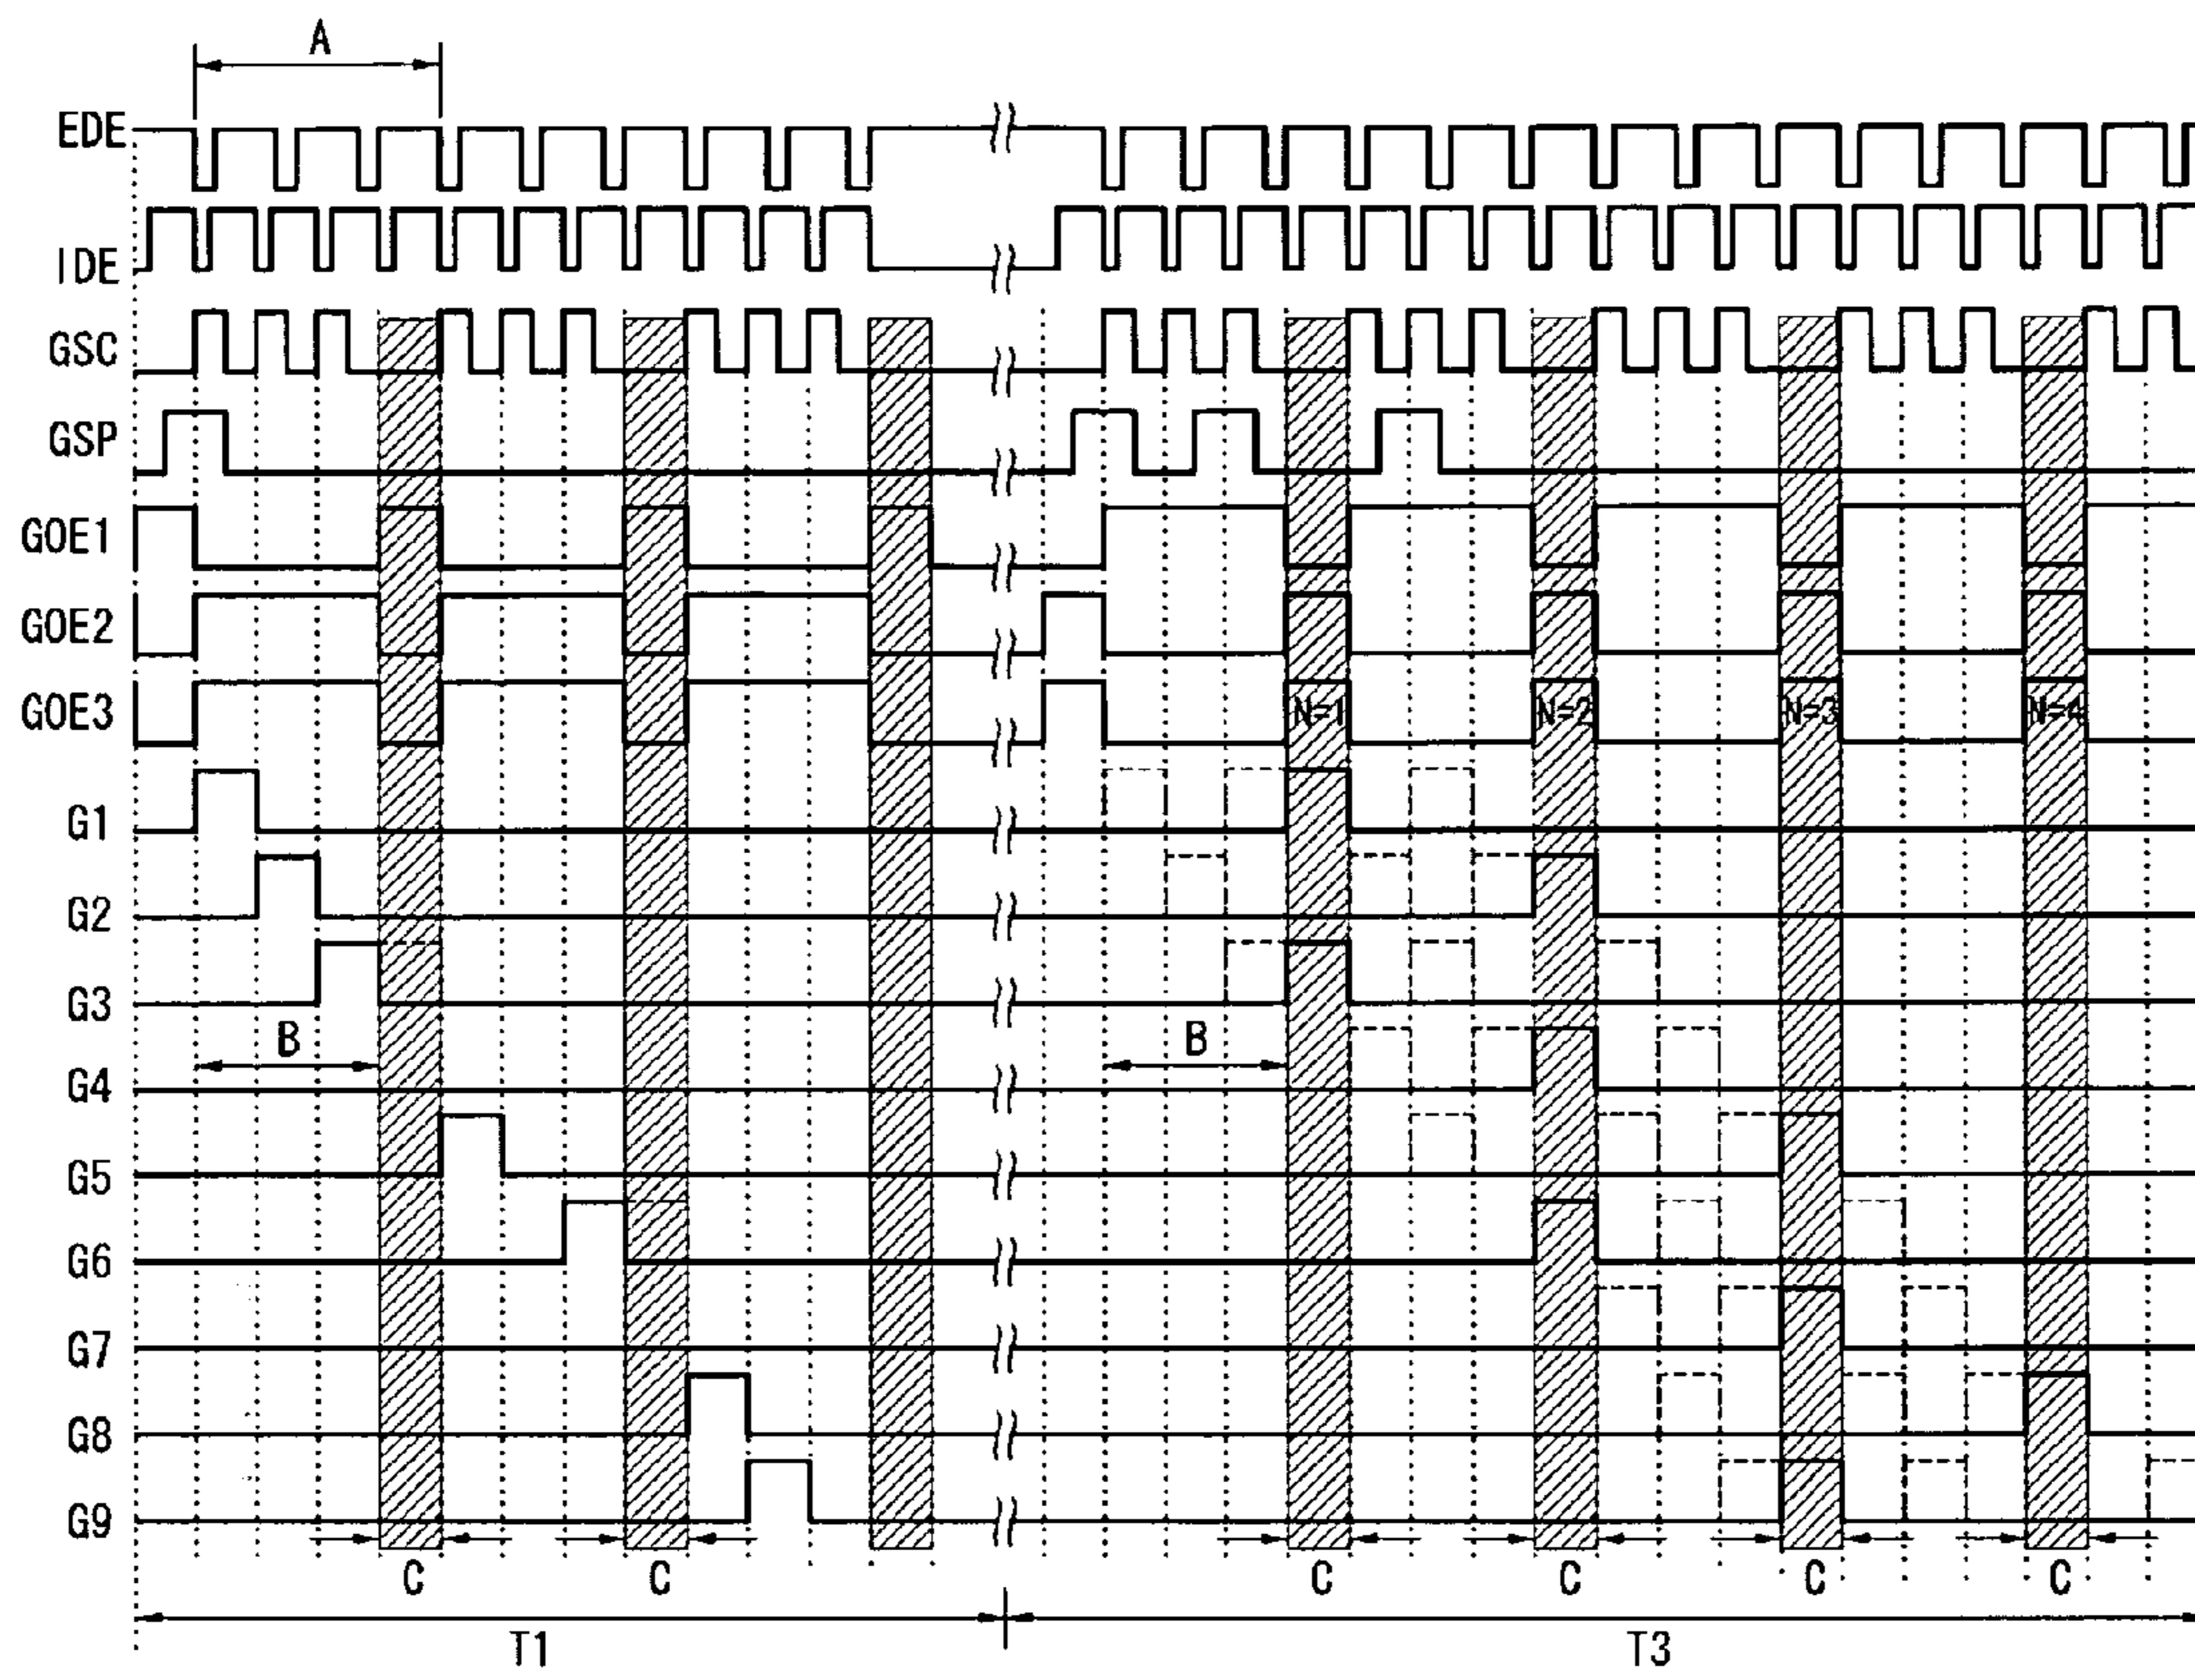 A
EDE
IDE
GSC
GSP
GOE1
GOE2
GOE3 N=1 N=2 N=3 N=4
G1
G2
G3
B B
G4
G5
G6
G7
G8
G9
C C C C C C
T1 T3